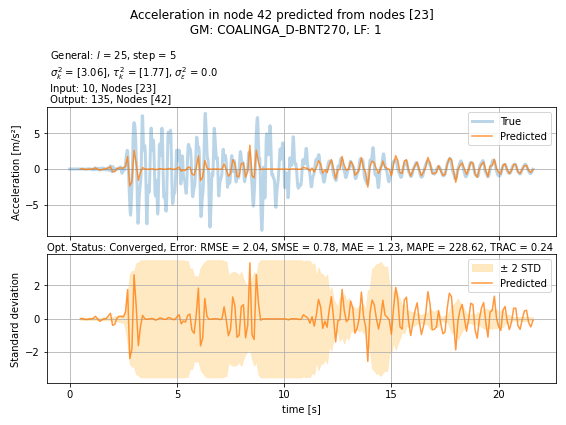 Acceleration in node 42 predicted from nodes [23]
GM: COALINGA_D-BNT270, LF: 1
General: l = 25, step = 5
σ²ₖ = [3.06], τ²ₖ = [1.77], σ²ε = 0.0
Input: 10, Nodes [23]
Output: 135, Nodes [42]
Acceleration [m/s²]
5
0
−5
True
Predicted
Opt. Status: Converged, Error: RMSE = 2.04, SMSE = 0.78, MAE = 1.23, MAPE = 228.62, TRAC = 0.24
Standard deviation
2
0
−2
± 2 STD
Predicted
0
5
10
15
20
time [s]